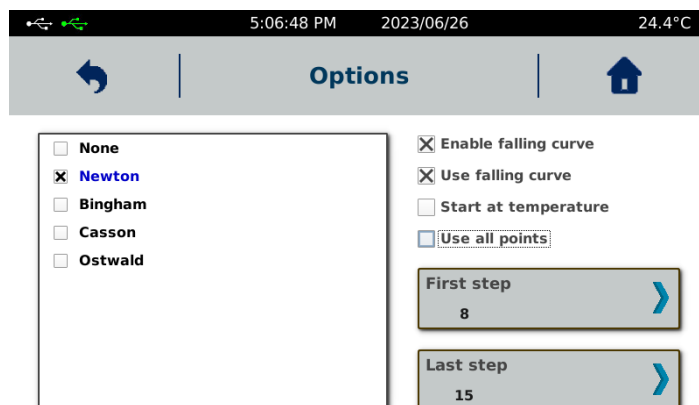 5:06:48 PM 2023/06/26 24.4°C
Options
None
Newton
Bingham
Casson
Ostwald
Enable falling curve
Use falling curve
Start at temperature
Use all points
First step
8
Last step
15